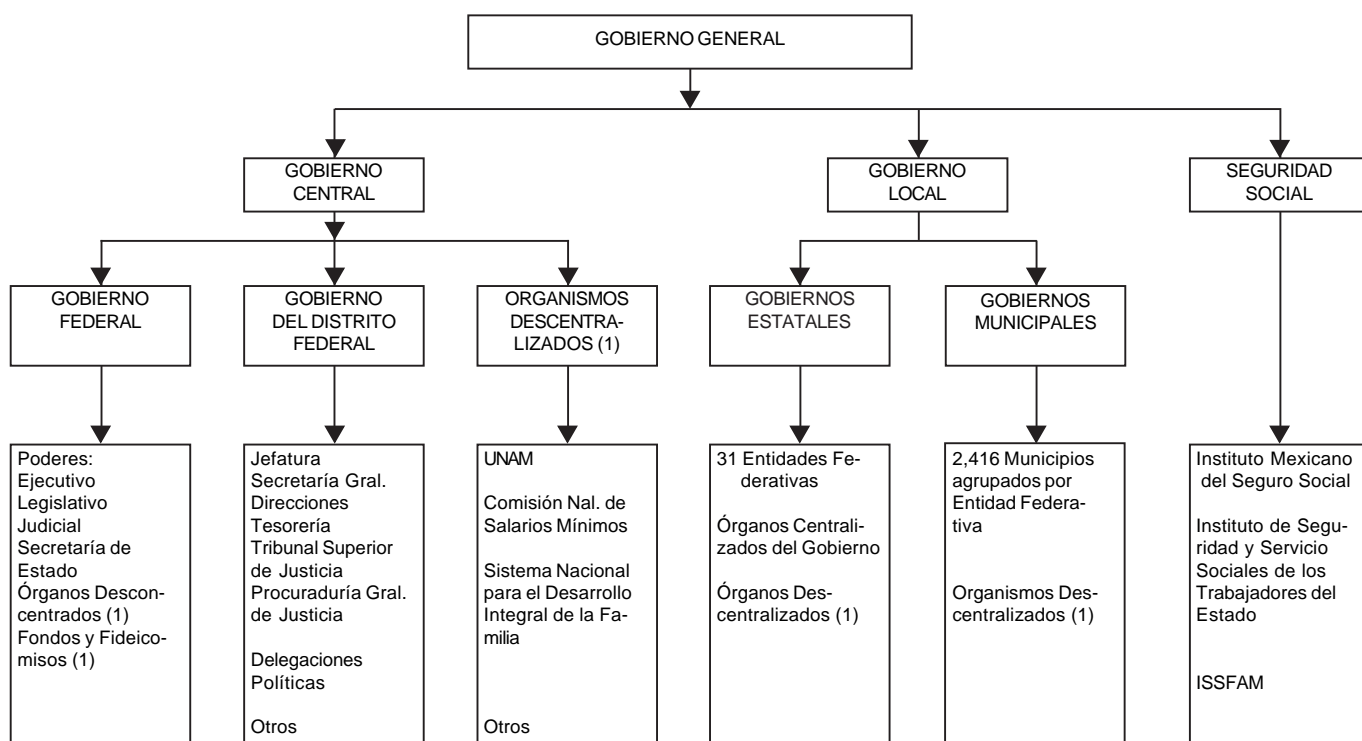 GOBIERNO GENERAL
GOBIERNO
CENTRAL
GOBIERNO
LOCAL
SEGURIDAD
SOCIAL
GOBIERNO
FEDERAL
GOBIERNO
DEL DISTRITO
FEDERAL
ORGANISMOS
DESCENTRA-
LIZADOS (1)
GOBIERNOS
ESTATALES
GOBIERNOS
MUNICIPALES
Poderes:
Ejecutivo
Legislativo
Judicial
Secretaría de
Estado
Órganos Descon-
centrados (1)
Fondos y Fideico-
misos (1)
Jefatura
Secretaría Gral.
Direcciones
Tesorería
Tribunal Superior
de Justicia
Procuraduría Gral.
de Justicia
Delegaciones
Políticas
Otros
UNAM
Comisión Nal. de
Salarios Mínimos
Sistema Nacional
para el Desarrollo
Integral de la Fa-
milia
Otros
31 Entidades Fe-
derativas
Órganos Centrali-
zados del Gobierno
Órganos Des-
centralizados (1)
2,416 Municipios
agrupados por
Entidad Federa-
tiva
Organismos Des-
centralizados (1)
Instituto Mexicano
del Seguro Social
Instituto de Segu-
ridad y Servicio
Sociales de los
Trabajadores del
Estado
ISSFAM